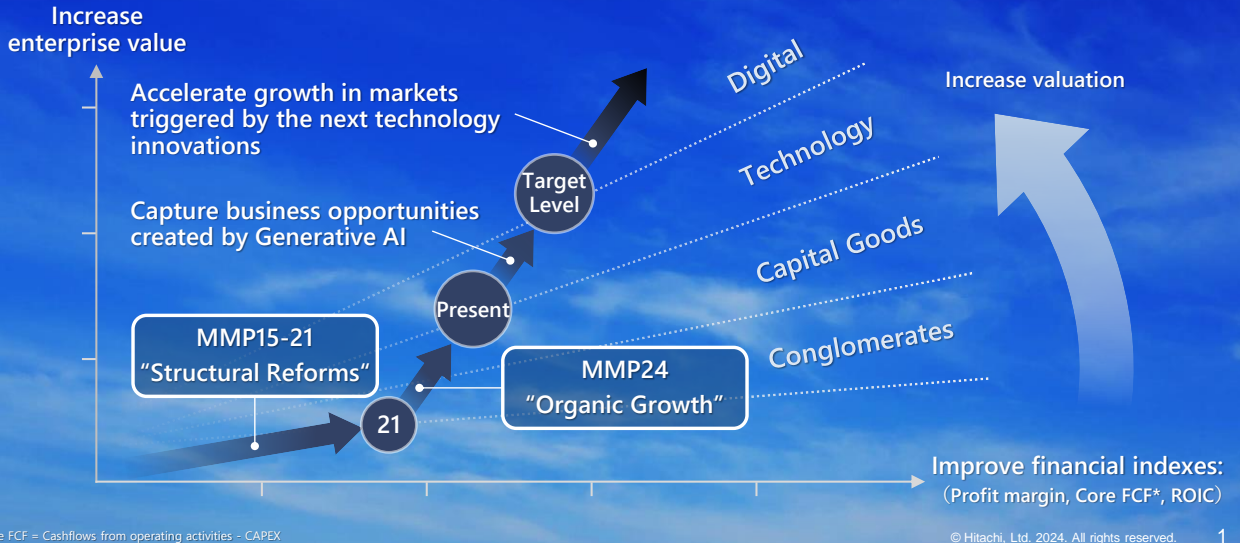 Increase
enterprise value
Accelerate growth in markets
triggered by the next technology
innovations
Capture business opportunities
created by Generative AI
Target
Level
Present
21
MMP15-21
“Structural Reforms”
MMP24
“Organic Growth”
Digital
Technology
Capital Goods
Conglomerates
Increase valuation
Improve financial indexes:
（Profit margin, Core FCF*, ROIC）
FCF = Cashflows from operating activities - CAPEX
© Hitachi, Ltd. 2024. All rights reserved.
1